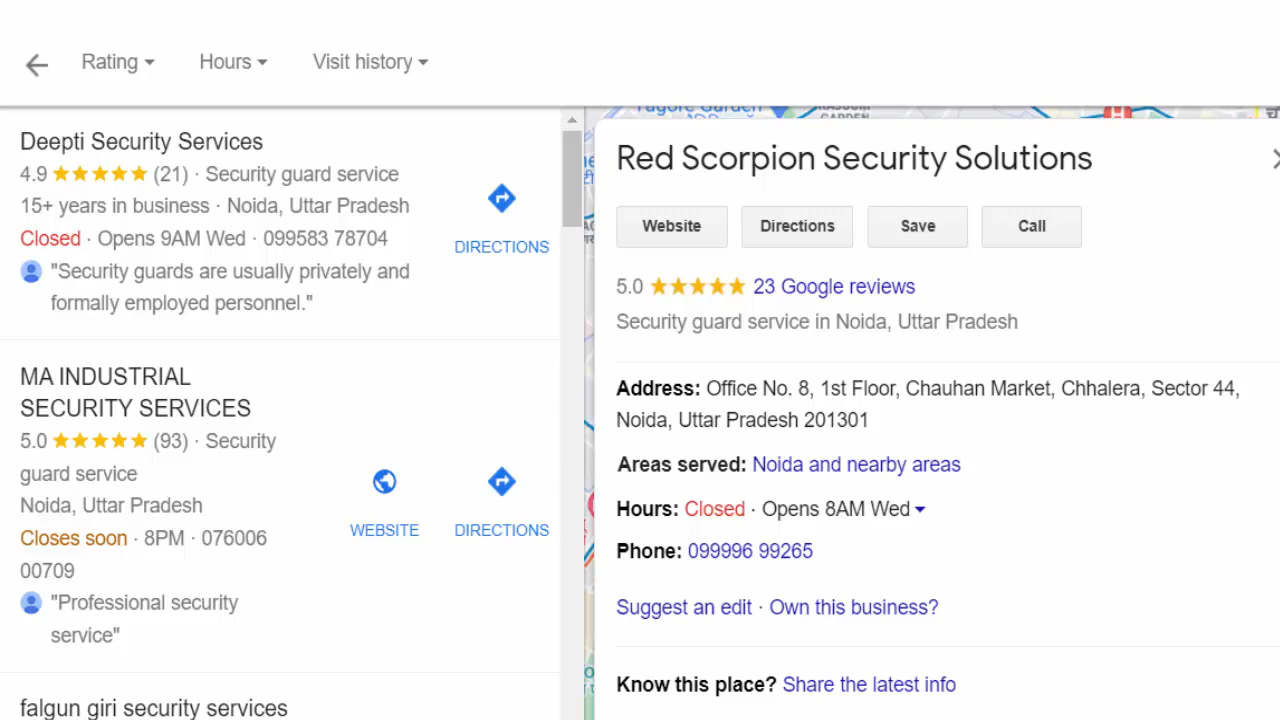 Rating
Hours
Visit history
Deepti Security Services
4.9 ★★★★★ (21) · Security guard service
15+ years in business · Noida, Uttar Pradesh
Closed · Opens 9AM Wed · 099583 78704
"Security guards are usually privately and
formally employed personnel."
DIRECTIONS
MA INDUSTRIAL
SECURITY SERVICES
5.0 ★★★★★ (93) · Security
guard service
Noida, Uttar Pradesh
Closes soon · 8PM · 076006
00709
"Professional security
service"
WEBSITE
DIRECTIONS
falgun giri security services
Tagore Garden
GARDEN
H
Red Scorpion Security Solutions
Website
Directions
Save
Call
5.0 ★★★★★ 23 Google reviews
Security guard service in Noida, Uttar Pradesh
Address: Office No. 8, 1st Floor, Chauhan Market, Chhalera, Sector 44,
Noida, Uttar Pradesh 201301
Areas served: Noida and nearby areas
Hours: Closed · Opens 8AM Wed
Phone: 099996 99265
Suggest an edit · Own this business?
Know this place? Share the latest info